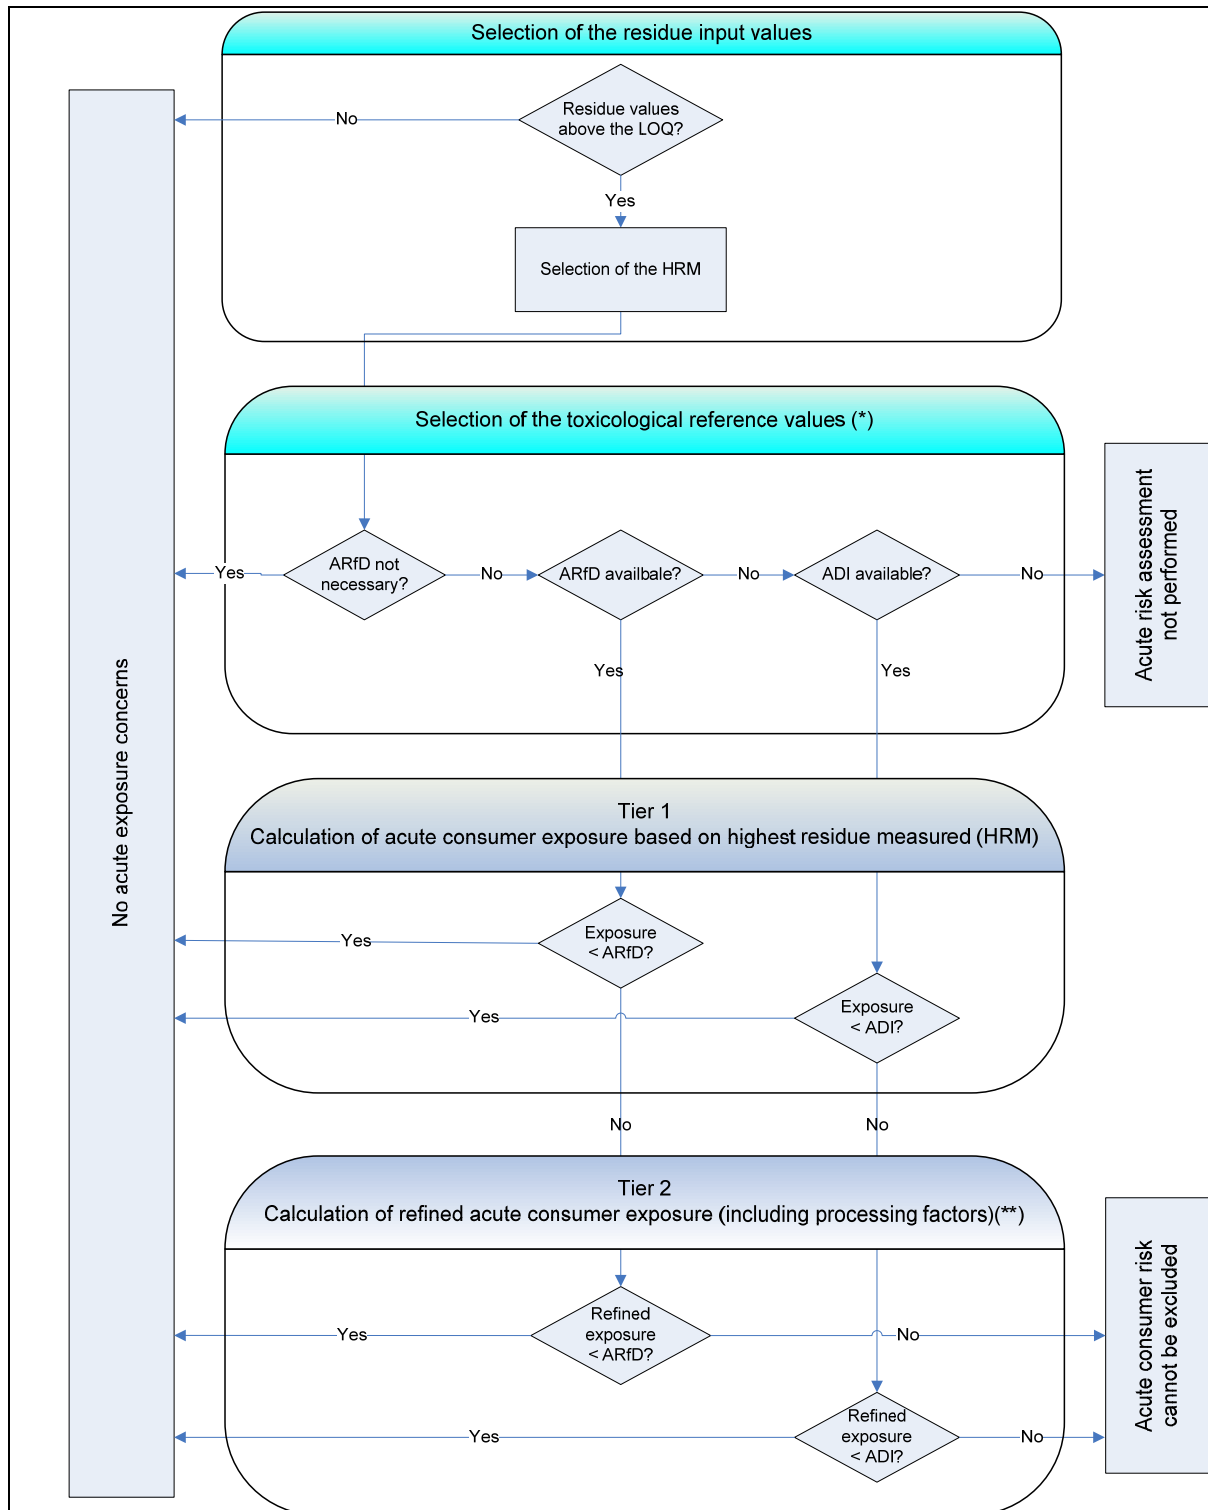 Selection of the residue input values
Residue values
above the LOQ?
No
Yes
Selection of the HRM
Selection of the toxicological reference values (*)
ARfD not
necessary?
Yes
No
ARfD availbale?
No
ADI available?
No
Yes
Yes
Acute risk assessment
not performed
No acute exposure concerns
Tier 1
Calculation of acute consumer exposure based on highest residue measured (HRM)
Exposure
< ARfD?
Yes
Exposure
< ADI?
Yes
No
No
Tier 2
Calculation of refined acute consumer exposure (including processing factors)(**)
Refined
exposure
< ARfD?
Yes
No
Refined
exposure
< ADI?
Yes
No
Acute consumer risk
cannot be excluded